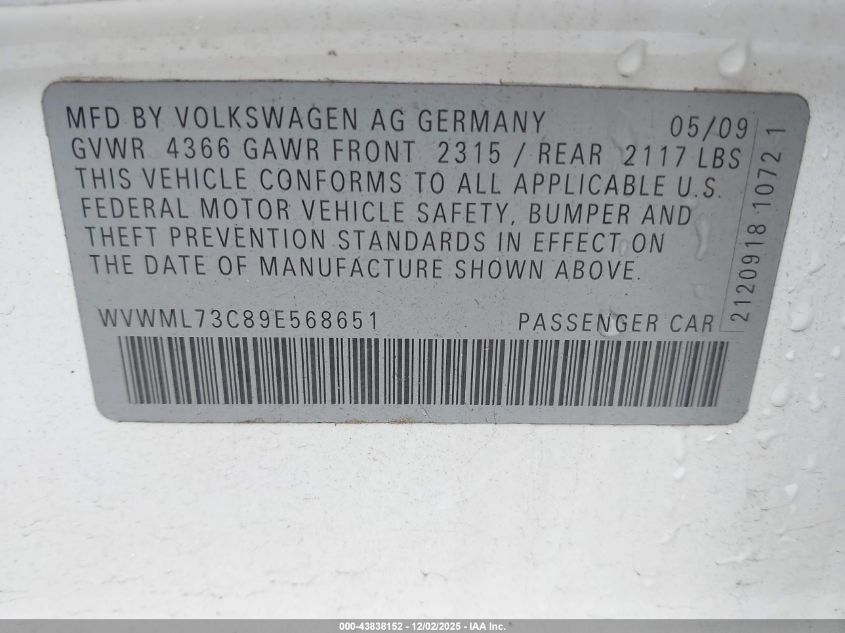 MFD BY VOLKSWAGEN AG GERMANY 05/09
GVWR 4366 GAWR FRONT 2315 / REAR 2117 LBS
THIS VEHICLE CONFORMS TO ALL APPLICABLE U.S.
FEDERAL MOTOR VEHICLE SAFETY, BUMPER AND
THEFT PREVENTION STANDARDS IN EFFECT ON
THE DATE OF MANUFACTURE SHOWN ABOVE.
WVWML73C89E568651 PASSENGER CAR
2120918 1072 1
000-43838152 - 12/02/2025 - IAA Inc.